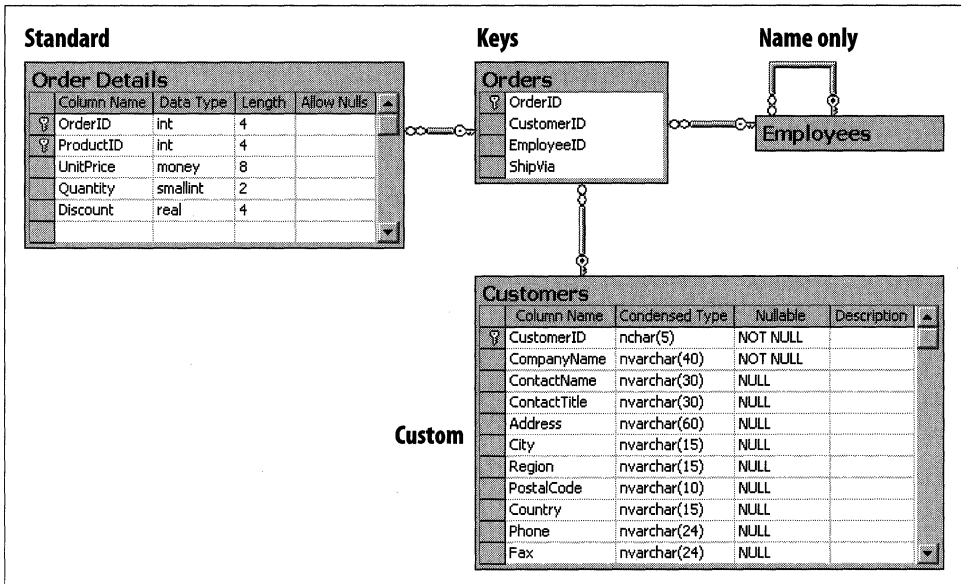 Standard
Keys
Name only
Order Details
Column Name Data Type Length Allow Nulls
OrderID int 4
ProductID int 4
UnitPrice money 8
Quantity smallint 2
Discount real 4
Orders
OrderID
CustomerID
EmployeeID
ShipVia
Employees
Custom
Customers
Column Name Condensed Type Nullable Description
CustomerID nchar(5) NOT NULL
CompanyName nvarchar(40) NOT NULL
ContactName nvarchar(30) NULL
ContactTitle nvarchar(30) NULL
Address nvarchar(60) NULL
City nvarchar(15) NULL
Region nvarchar(15) NULL
PostalCode nvarchar(10) NULL
Country nvarchar(15) NULL
Phone nvarchar(24) NULL
Fax nvarchar(24) NULL